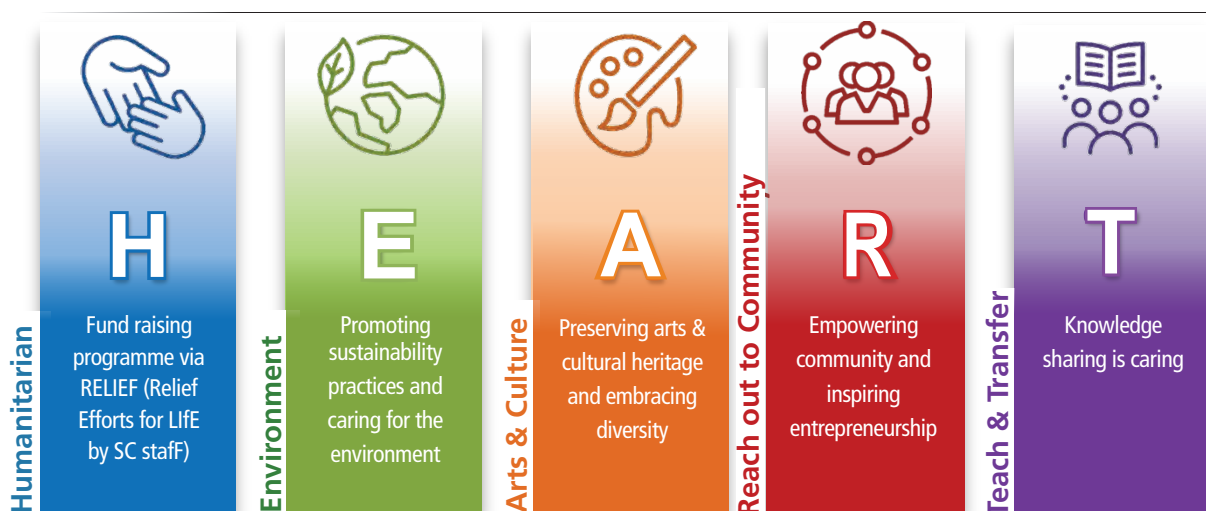 Humanitarian
H
Fund raising
programme via
RELIEF (Relief
Efforts for LIfE
by SC stafF)
Environment
E
Promoting
sustainability
practices and
caring for the
environment
Arts & Culture
A
Preserving arts &
cultural heritage
and embracing
diversity
Reach out to Community
R
Empowering
community and
inspiring
entrepreneurship
Teach & Transfer
T
Knowledge
sharing is caring